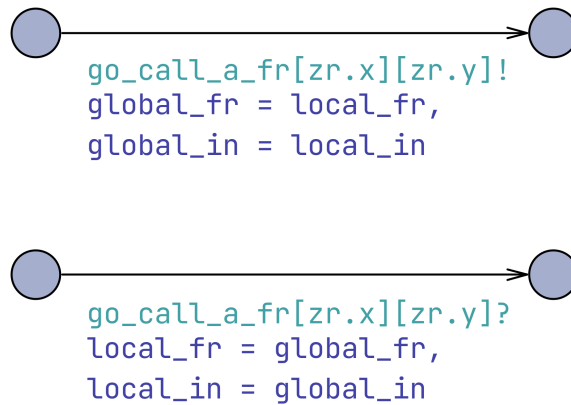 go_call_a_fr[zr.x][zr.y]!
global_fr = local_fr,
global_in = local_in
go_call_a_fr[zr.x][zr.y]?
local_fr = global_fr,
local_in = global_in